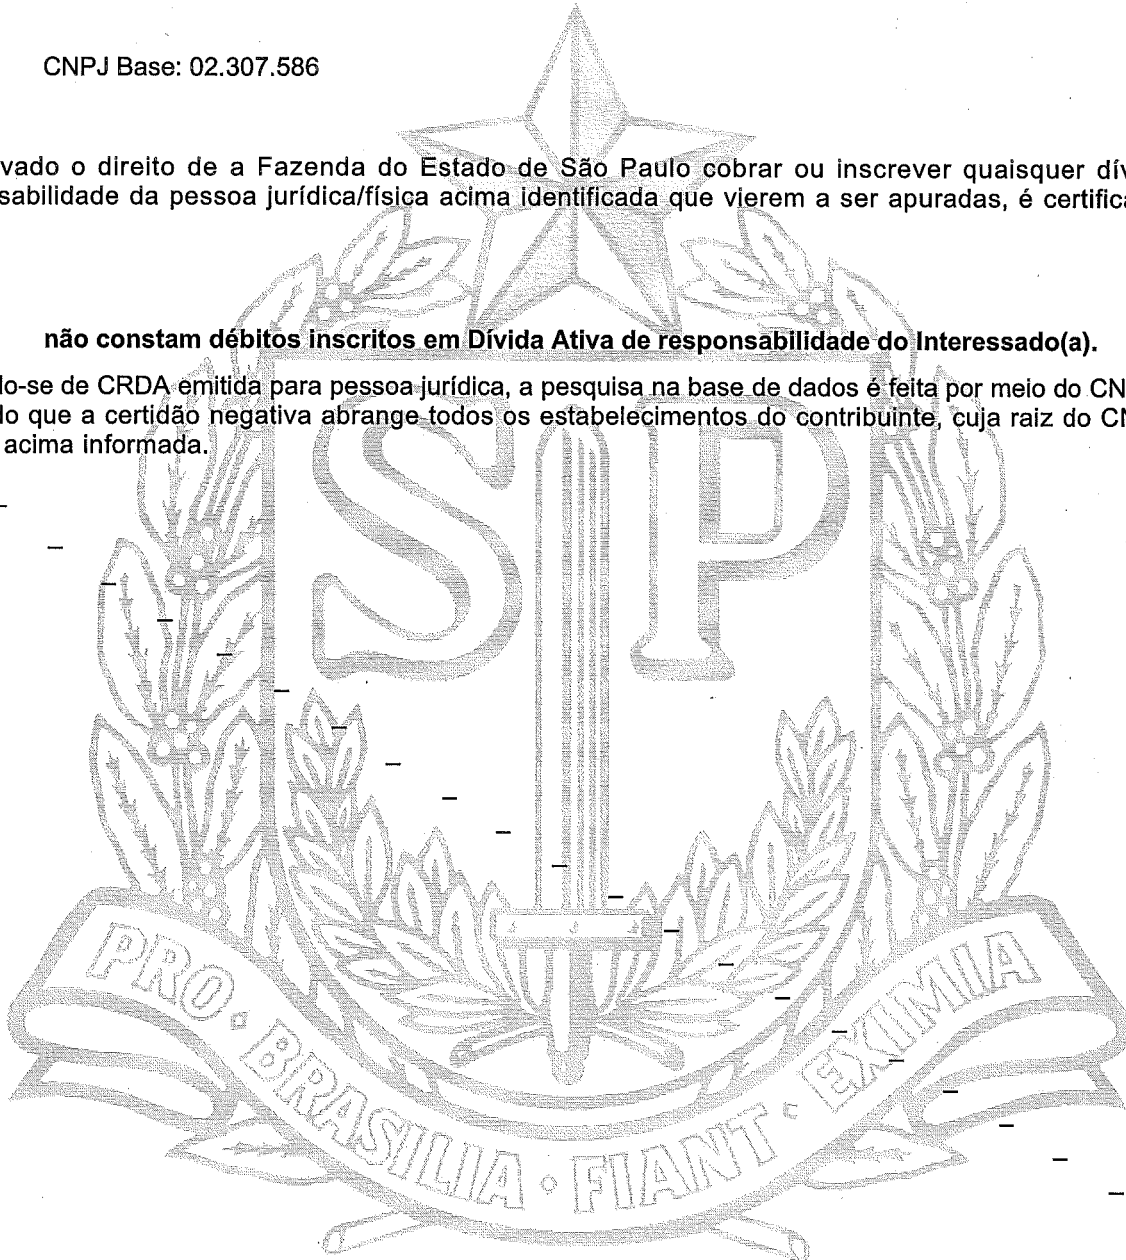 CNPJ Base: 02.307.586
vado o direito de a Fazenda do Estado de São Paulo cobrar ou inscrever quaisquer dív
sabilidade da pessoa jurídica/física acima identificada que vierem a ser apuradas, é certifica
não constam débitos inscritos em Dívida Ativa de responsabilidade do Interessado(a).
do-se de CRDA emitida para pessoa jurídica, a pesquisa na base de dados é feita por meio do CN
do que a certidão negativa abrange todos os estabelecimentos do contribuinte, cuja raiz do CN
acima informada.
SP
PRO · BRASILIA · FIANT · EXIMIA